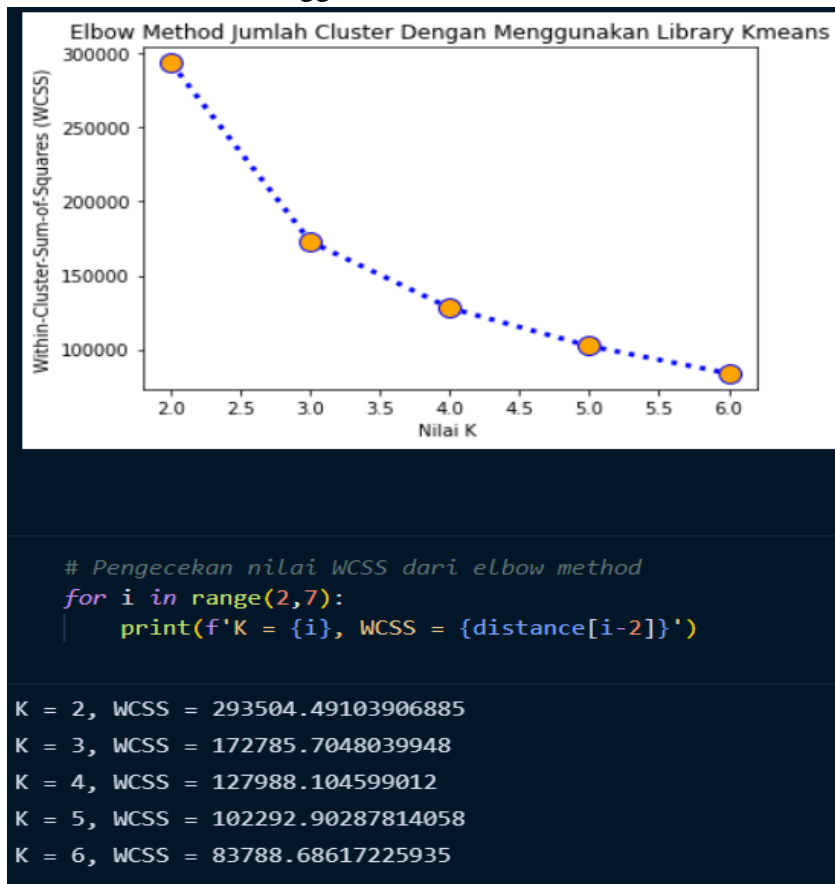 Elbow Method Jumlah Cluster Dengan Menggunakan Library Kmeans
Within-Cluster-Sum-of-Squares (WCSS)
300000
250000
200000
150000
100000
2.0 2.5 3.0 3.5 4.0 4.5 5.0 5.5 6.0
Nilai K
# Pengecekan nilai WCSS dari elbow method
for i in range(2,7):
print(f'K = {i}, WCSS = {distance[i-2]}')
K = 2, WCSS = 293504.49103906885
K = 3, WCSS = 172785.7048039948
K = 4, WCSS = 127988.104599012
K = 5, WCSS = 102292.90287814058
K = 6, WCSS = 83788.68617225935